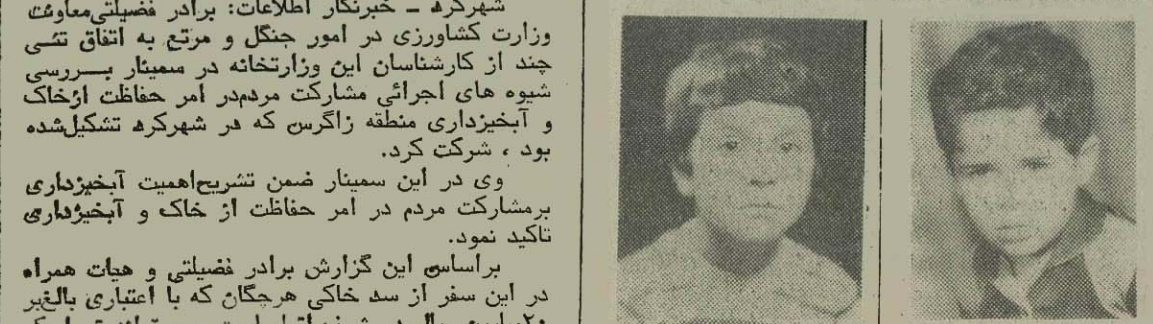 شهرکرد ـ خبرنگار اطلاعات: برادر فضیلتی‌معاونت
وزارت کشاورزی در امور جنگل و مرتع به اتفاق تنی
چند از کارشناسان این وزارتخانه در سمینار بررسی
شیوه های اجرائی مشارکت مردم‌در امر حفاظت ازخاک
و آبخیزداری منطقه زاگرس که در شهرکرد تشکیل‌شده
بود ، شرکت کرد.
وی در این سمینار ضمن تشریح‌اهمیت آبخیزداری
برمشارکت مردم در امر حفاظت از خاک و آبخیزداری
تاکید نمود.
براساس این گزارش برادر فضیلتی و هیات همراه
در این سفر از سد خاکی هرچگان که با اعتباری بالغ‌بر